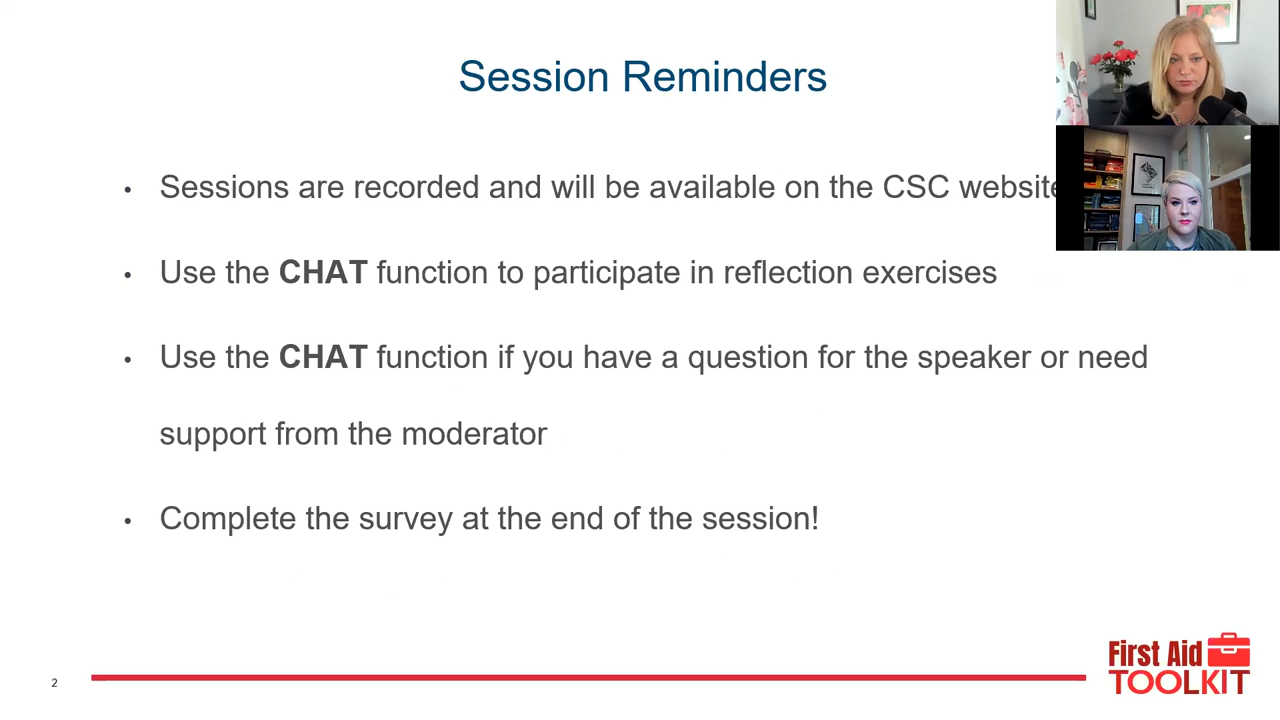 Session Reminders
• Sessions are recorded and will be available on the CSC website
• Use the CHAT function to participate in reflection exercises
• Use the CHAT function if you have a question for the speaker or need
support from the moderator
• Complete the survey at the end of the session!
2
First Aid
TOOLKIT